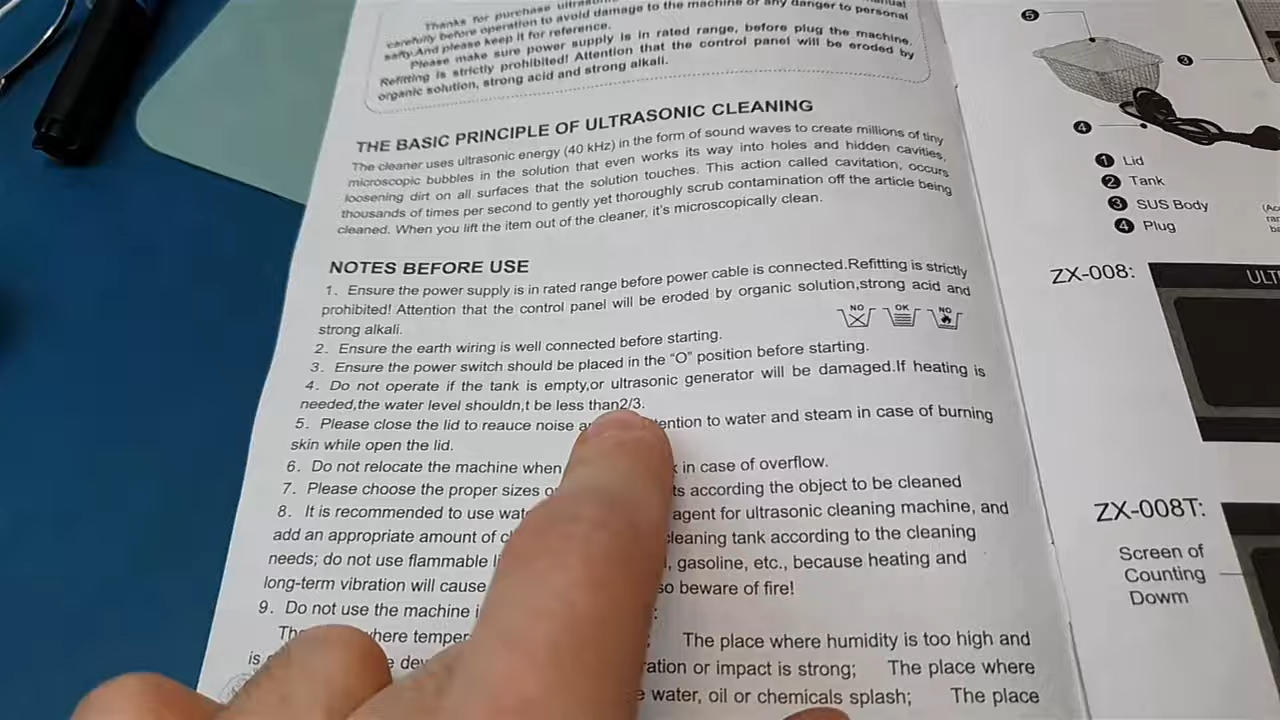 Thanks for purchase
carefully before operation to avoid damage to the machine or any danger to personal
safty.And please keep it for reference.
Please make sure power supply is in rated range, before plug the machine,
Refitting is strictly prohibited! Attention that the control panel will be eroded by
organic solution, strong acid and strong alkali.
THE BASIC PRINCIPLE OF ULTRASONIC CLEANING
The cleaner uses ultrasonic energy (40 kHz) in the form of sound waves to create millions of tiny
microscopic bubbles in the solution that even works its way into holes and hidden cavities,
loosening dirt on all surfaces that the solution touches. This action called cavitation, occurs
thousands of times per second to gently yet thoroughly scrub contamination off the article being
cleaned. When you lift the item out of the cleaner, it's microscopically clean.
NOTES BEFORE USE
1. Ensure the power supply is in rated range before power cable is connected.Refitting is strictly
prohibited! Attention that the control panel will be eroded by organic solution,strong acid and
strong alkali.
NO OK NO
2. Ensure the earth wiring is well connected before starting.
3. Ensure the power switch should be placed in the "O" position before starting.
4. Do not operate if the tank is empty,or ultrasonic generator will be damaged.If heating is
needed,the water level shouldn,t be less than2/3.
5. Please close the lid to reauce noise to water and steam in case of burning
skin while open the lid.
6. Do not relocate the machine when in case of overflow.
7. Please choose the proper sizes according the object to be cleaned
8. It is recommended to use agent for ultrasonic cleaning machine, and
add an appropriate amount of cleaning tank according to the cleaning
needs; do not use flammable gasoline, etc., because heating and
long-term vibration will cause so beware of fire!
9. Do not use the machine
where The place where humidity is too high and
is or impact is strong; The place where
water, oil or chemicals splash; The place
5
3
4
1 Lid
2 Tank
3 SUS Body
4 Plug
ZX-008:
ZX-008T:
Screen of
Counting
Dowm